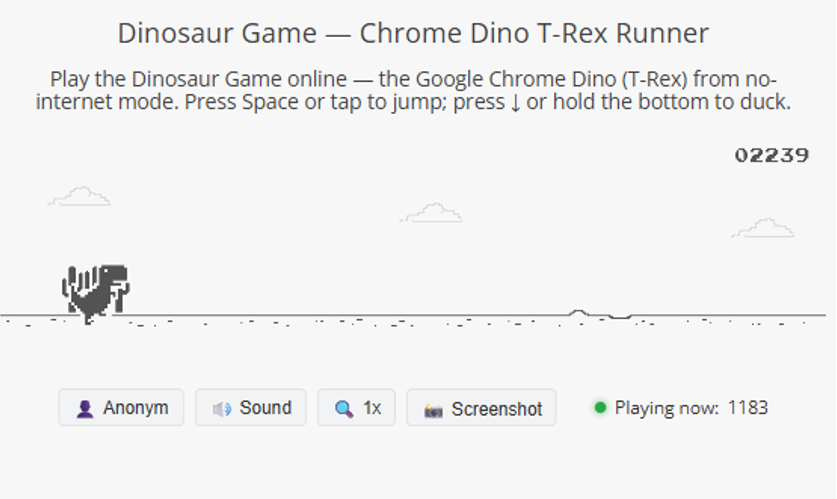 Dinosaur Game — Chrome Dino T-Rex Runner
Play the Dinosaur Game online — the Google Chrome Dino (T-Rex) from no-
internet mode. Press Space or tap to jump; press ↓ or hold the bottom to duck.
02239
Anonym Sound 1x Screenshot Playing now: 1183